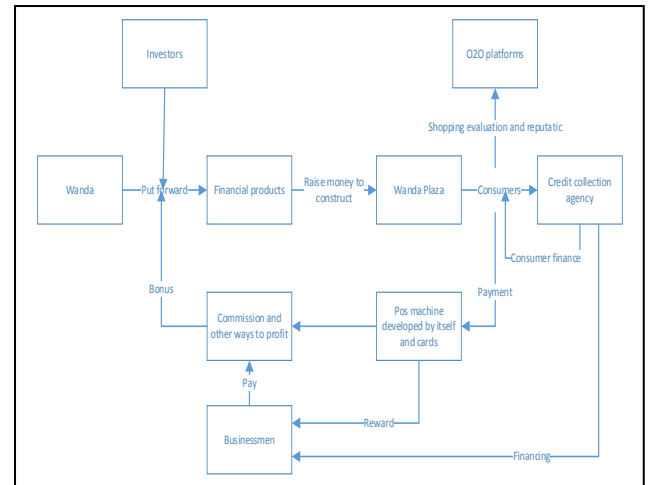 Investors
O2O platforms
Shopping evaluation and reputatic
Wanda
Put forward
Financial products
Raise money to
construct
Wanda Plaza
Consumers
Credit collection
agency
Consumer finance
Bonus
Payment
Commission and
other ways to profit
Pos machine
developed by itself
and cards
Pay
Reward
Businessmen
Financing